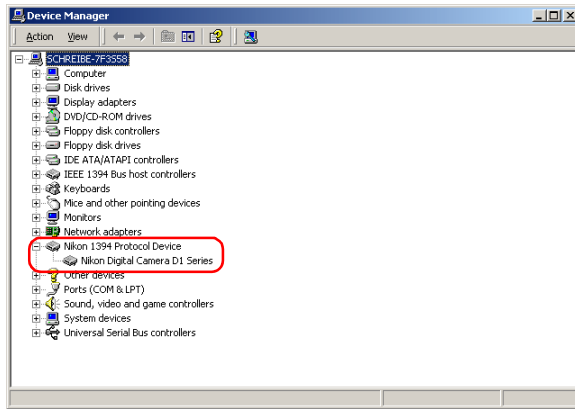 Device Manager
Action View
SCHREIBE-7F3S58
Computer
Disk drives
Display adapters
DVD/CD-ROM drives
Floppy disk controllers
Floppy disk drives
IDE ATA/ATAPI controllers
IEEE 1394 Bus host controllers
Keyboards
Mice and other pointing devices
Monitors
Network adapters
Nikon 1394 Protocol Device
Nikon Digital Camera D1 Series
Other devices
Ports (COM & LPT)
Sound, video and game controllers
System devices
Universal Serial Bus controllers